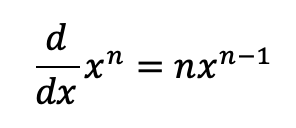 d/dx xⁿ = nxⁿ⁻¹